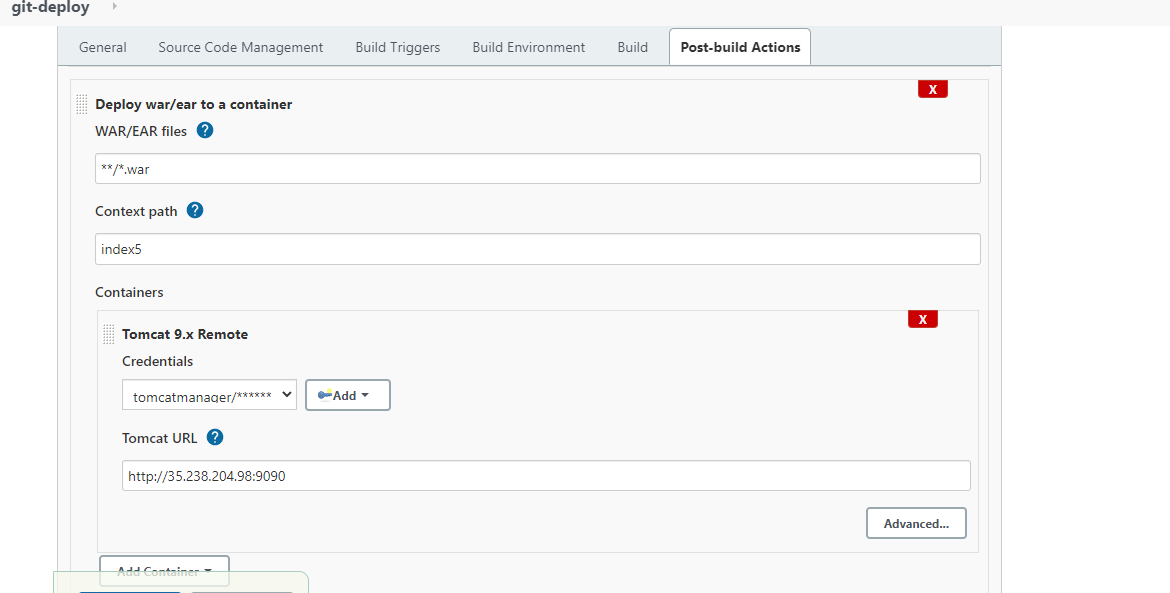 git-deploy
General Source Code Management Build Triggers Build Environment Build Post-build Actions
X
Deploy war/ear to a container
WAR/EAR files ?
**/*.war
Context path ?
index5
Containers
X
Tomcat 9.x Remote
Credentials
tomcatmanager/****** Add
Tomcat URL ?
http://35.238.204.98:9090
Advanced...
Add Container